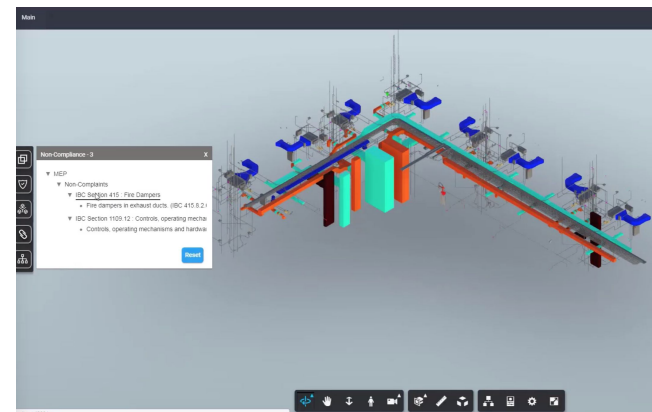 Main
Non-Compliance - 3 X
MEP
Non-Complaints
IBC Section 415 : Fire Dampers
Fire dampers in exhaust ducts. (IBC 415.8.2.
IBC Section 1109.12 : Controls, operating mecha
Controls, operating mechanisms and hardwa
Reset